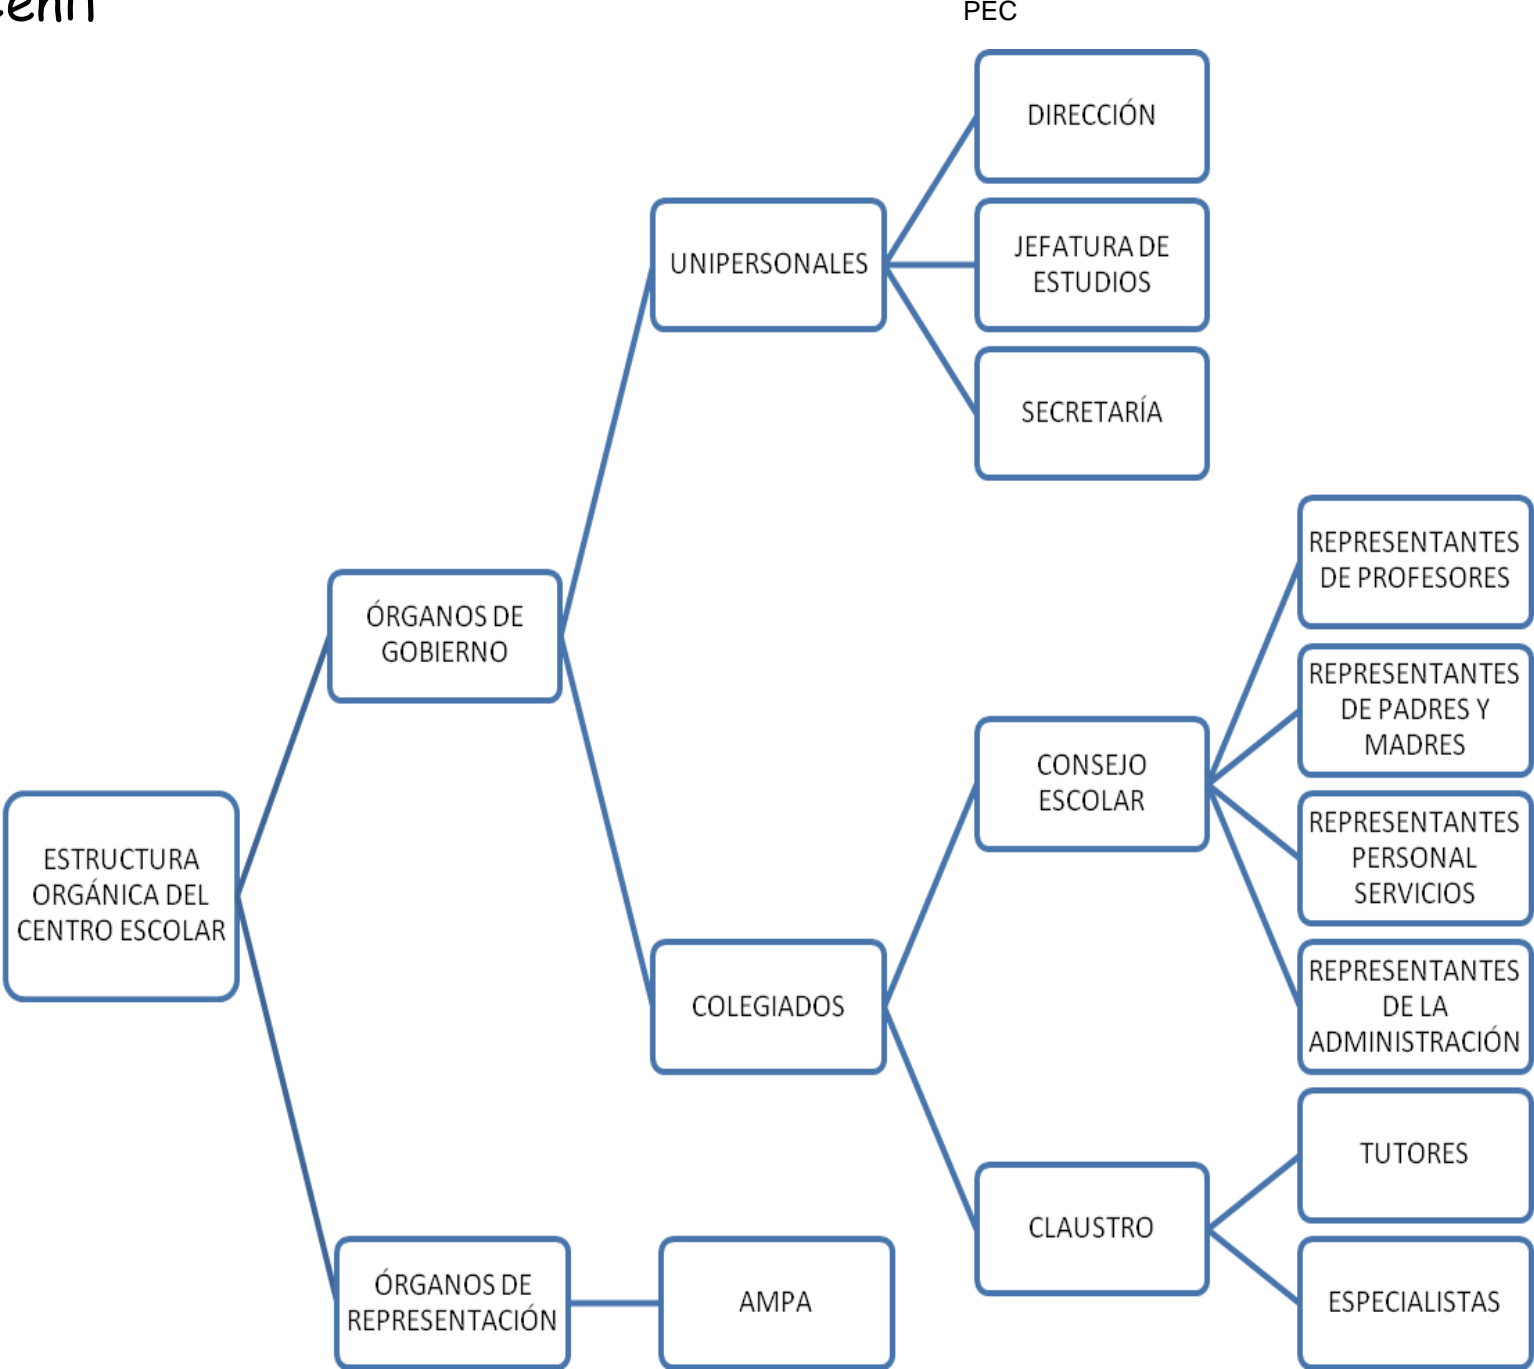 PEC
DIRECCIÓN
UNIPERSONALES
JEFATURA DE
ESTUDIOS
SECRETARÍA
ÓRGANOS DE
GOBIERNO
REPRESENTANTES
DE PROFESORES
REPRESENTANTES
DE PADRES Y
MADRES
CONSEJO
ESCOLAR
REPRESENTANTES
PERSONAL
SERVICIOS
ESTRUCTURA
ORGÁNICA DEL
CENTRO ESCOLAR
COLEGIADOS
REPRESENTANTES
DE LA
ADMINISTRACIÓN
TUTORES
CLAUSTRO
ESPECIALISTAS
ÓRGANOS DE
REPRESENTACIÓN
AMPA